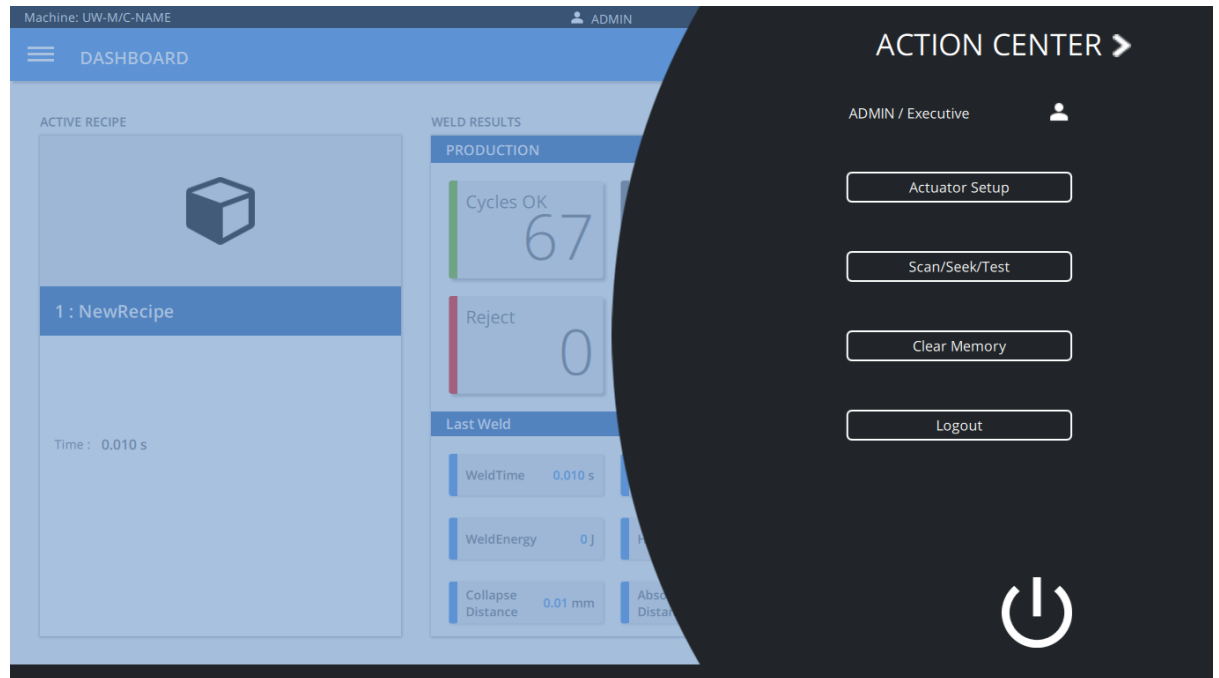 Machine: UW-M/C-NAME
ADMIN
DASHBOARD
ACTION CENTER
ADMIN / Executive
Actuator Setup
Scan/Seek/Test
Clear Memory
Logout
ACTIVE RECIPE
1 : NewRecipe
Time : 0.010 s
WELD RESULTS
PRODUCTION
Cycles OK
67
Reject
0
Last Weld
WeldTime 0.010 s
WeldEnergy 0 J
Collapse
Distance
0.01 mm